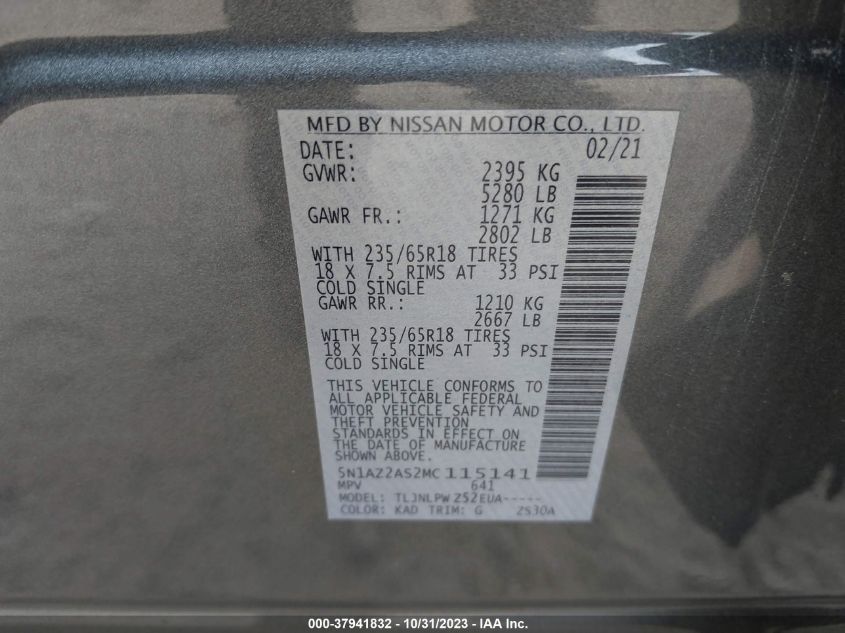 MFD BY NISSAN MOTOR CO., LTD.
DATE: 02/21
GVWR: 2395 KG
5280 LB
GAWR FR.: 1271 KG
2802 LB
WITH 235/65R18 TIRES
18 X 7.5 RIMS AT 33 PSI
COLD SINGLE
GAWR RR.: 1210 KG
2667 LB
WITH 235/65R18 TIRES
18 X 7.5 RIMS AT 33 PSI
COLD SINGLE
THIS VEHICLE CONFORMS TO
ALL APPLICABLE FEDERAL
MOTOR VEHICLE SAFETY AND
THEFT PREVENTION
STANDARDS IN EFFECT ON
THE DATE OF MANUFACTURE
SHOWN ABOVE.
5N1AZ2AS2MC115141
MPV 641
MODEL: TLJNLPWZS2EUA-----
COLOR: KAD TRIM: G ZS30A
000-37941832 - 10/31/2023 - IAA Inc.